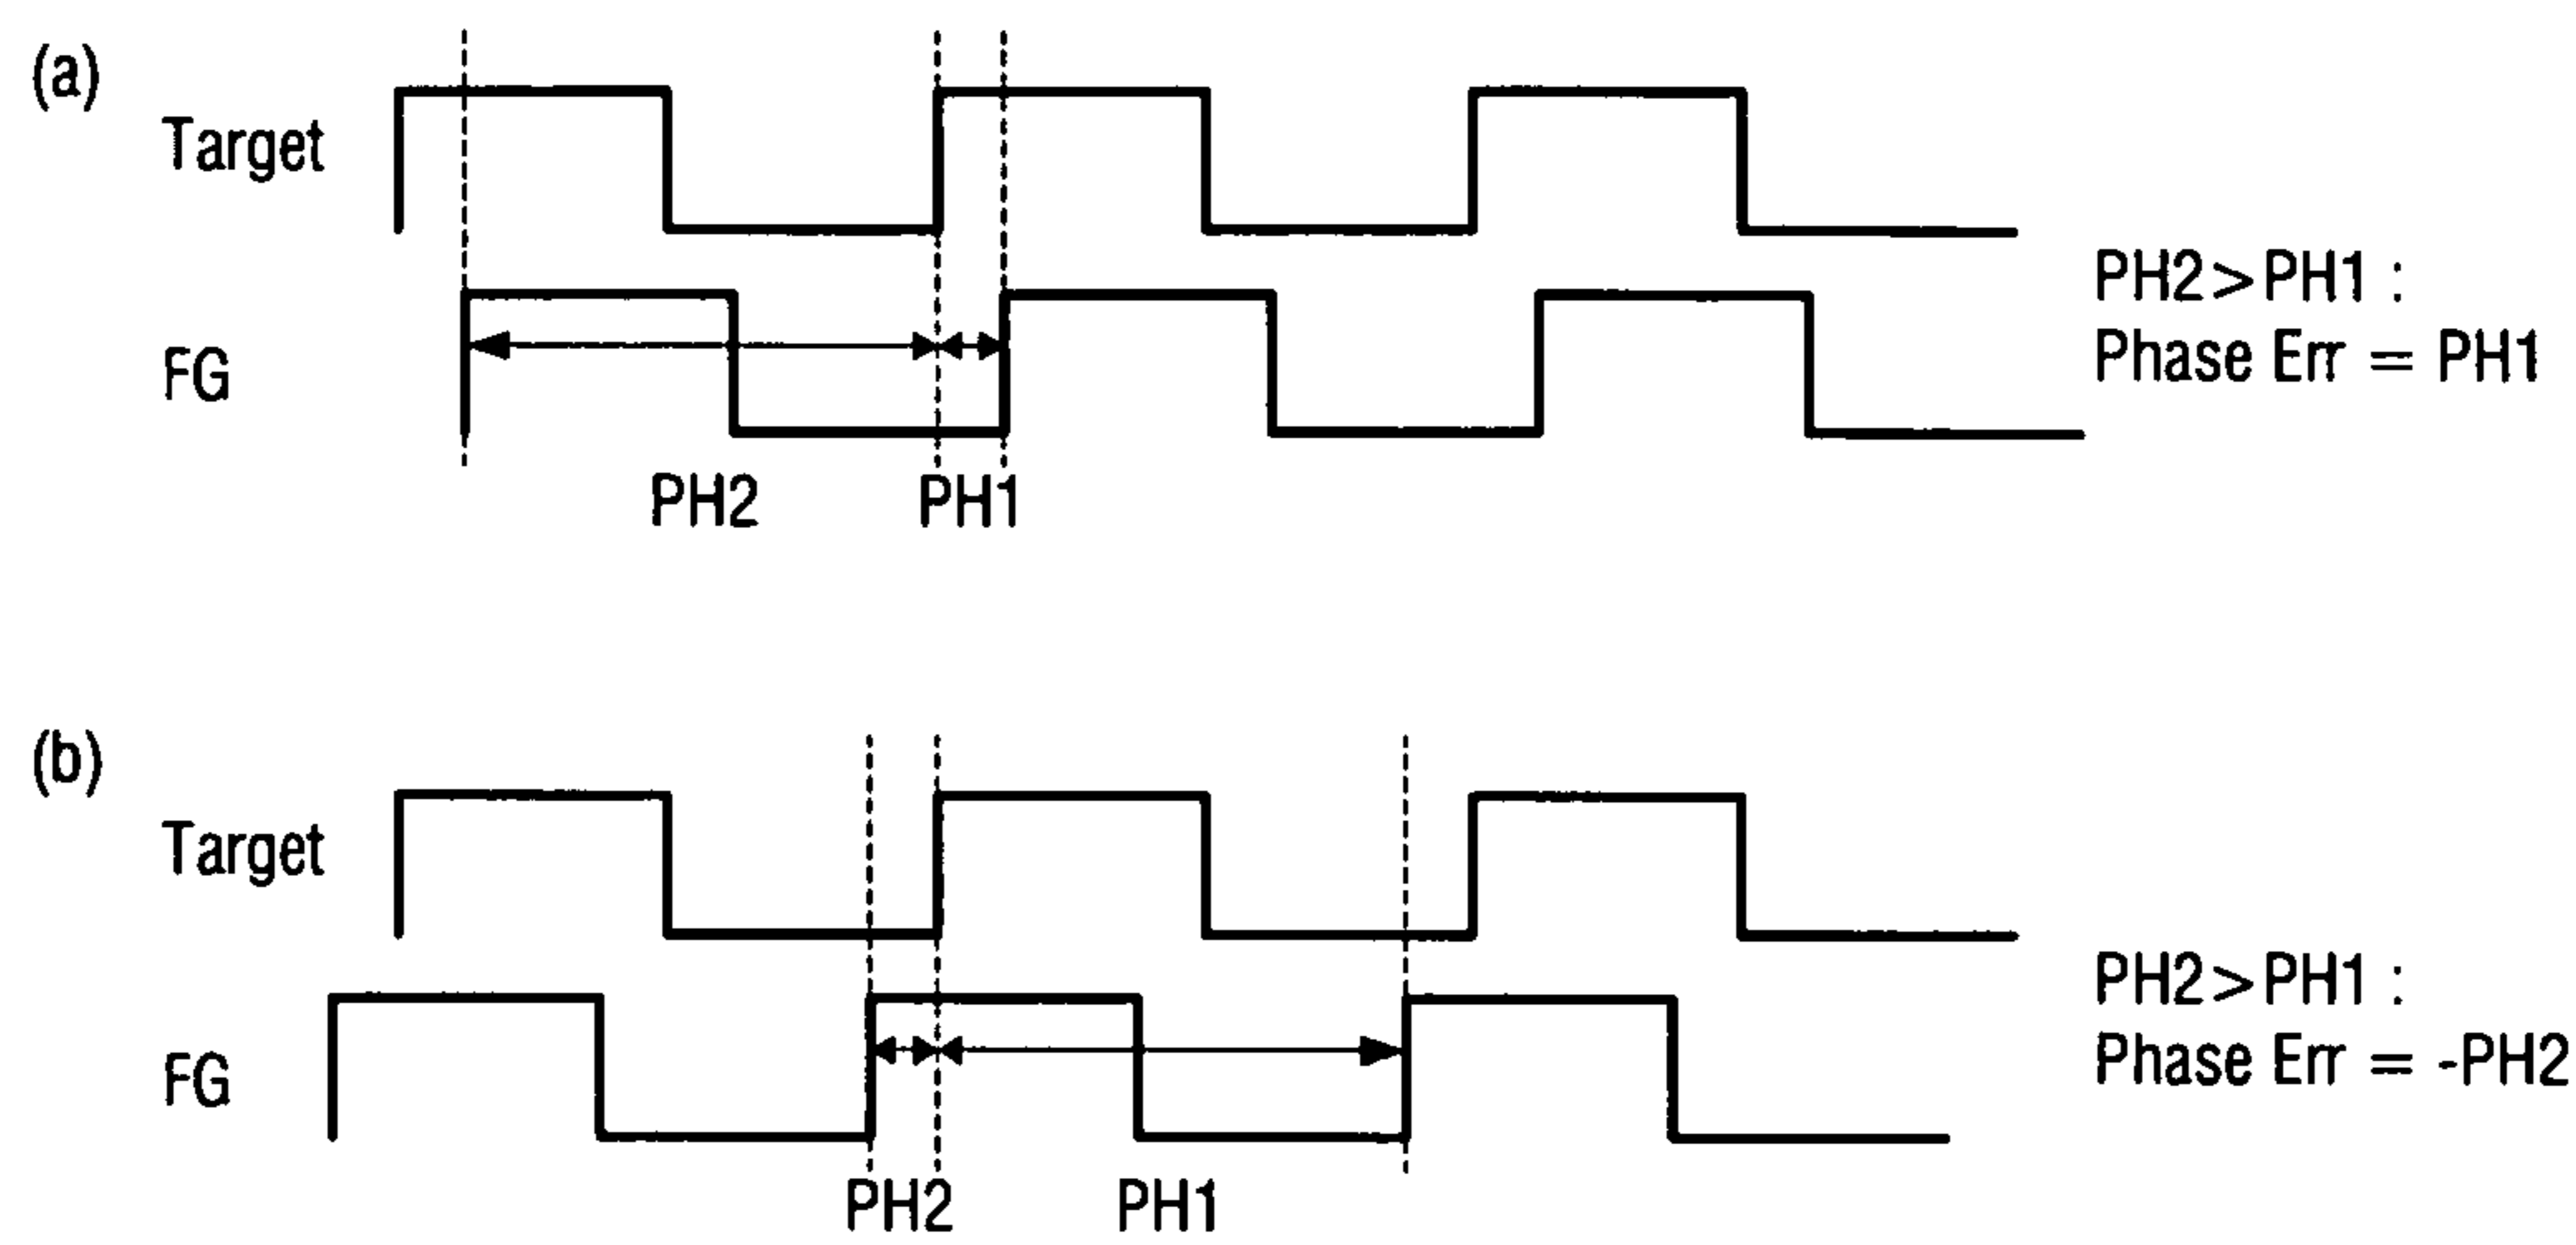 (a)
Target
FG
PH2
PH1
PH2>PH1 :
Phase Err = PH1
(b)
Target
FG
PH2
PH1
PH2>PH1 :
Phase Err = -PH2